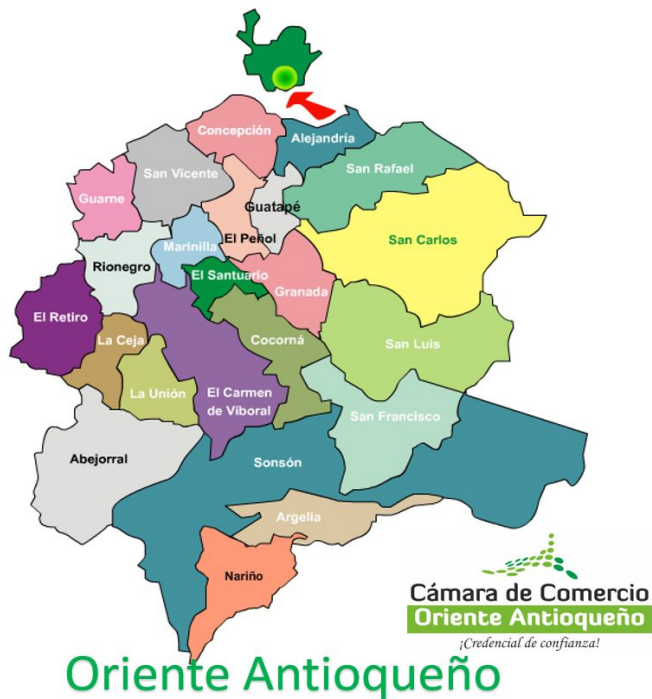 Concepción
Alejandría
San Vicente
San Rafael
Guarne
Guatapé
El Peñol
San Carlos
Marinilla
Rionegro
El Santuario
Granada
El Retiro
La Ceja
Cocorná
San Luis
La Unión
El Carmen
de Viboral
San Francisco
Abejorral
Sonsón
Argelia
Nariño
Cámara de Comercio
Oriente Antioqueño
¡Credencial de confianza!
Oriente Antioqueño